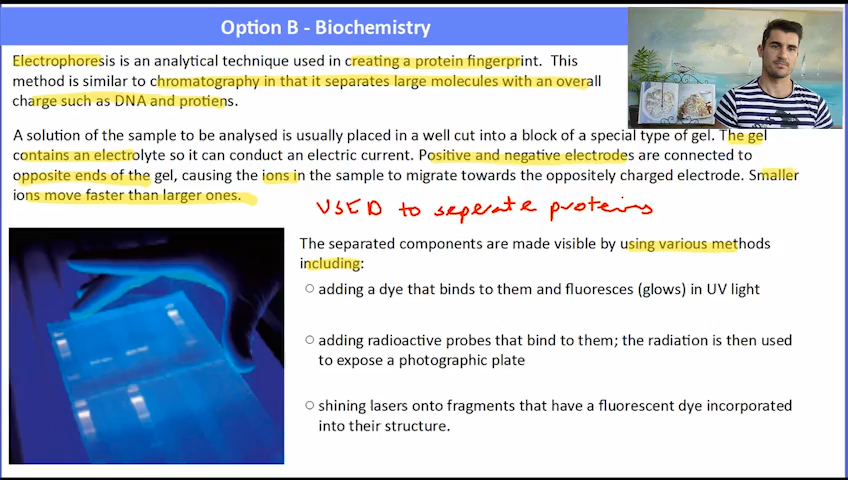 Option B - Biochemistry
Electrophoresis is an analytical technique used in creating a protein fingerprint. This
method is similar to chromatography in that it separates large molecules with an overall
charge such as DNA and protiens.
A solution of the sample to be analysed is usually placed in a well cut into a block of a special type of gel. The gel
contains an electrolyte so it can conduct an electric current. Positive and negative electrodes are connected to
opposite ends of the gel, causing the ions in the sample to migrate towards the oppositely charged electrode. Smaller
ions move faster than larger ones.
USED to seperate proteins
The separated components are made visible by using various methods
including:
adding a dye that binds to them and fluoresces (glows) in UV light
adding radioactive probes that bind to them; the radiation is then used
to expose a photographic plate
shining lasers onto fragments that have a fluorescent dye incorporated
into their structure.